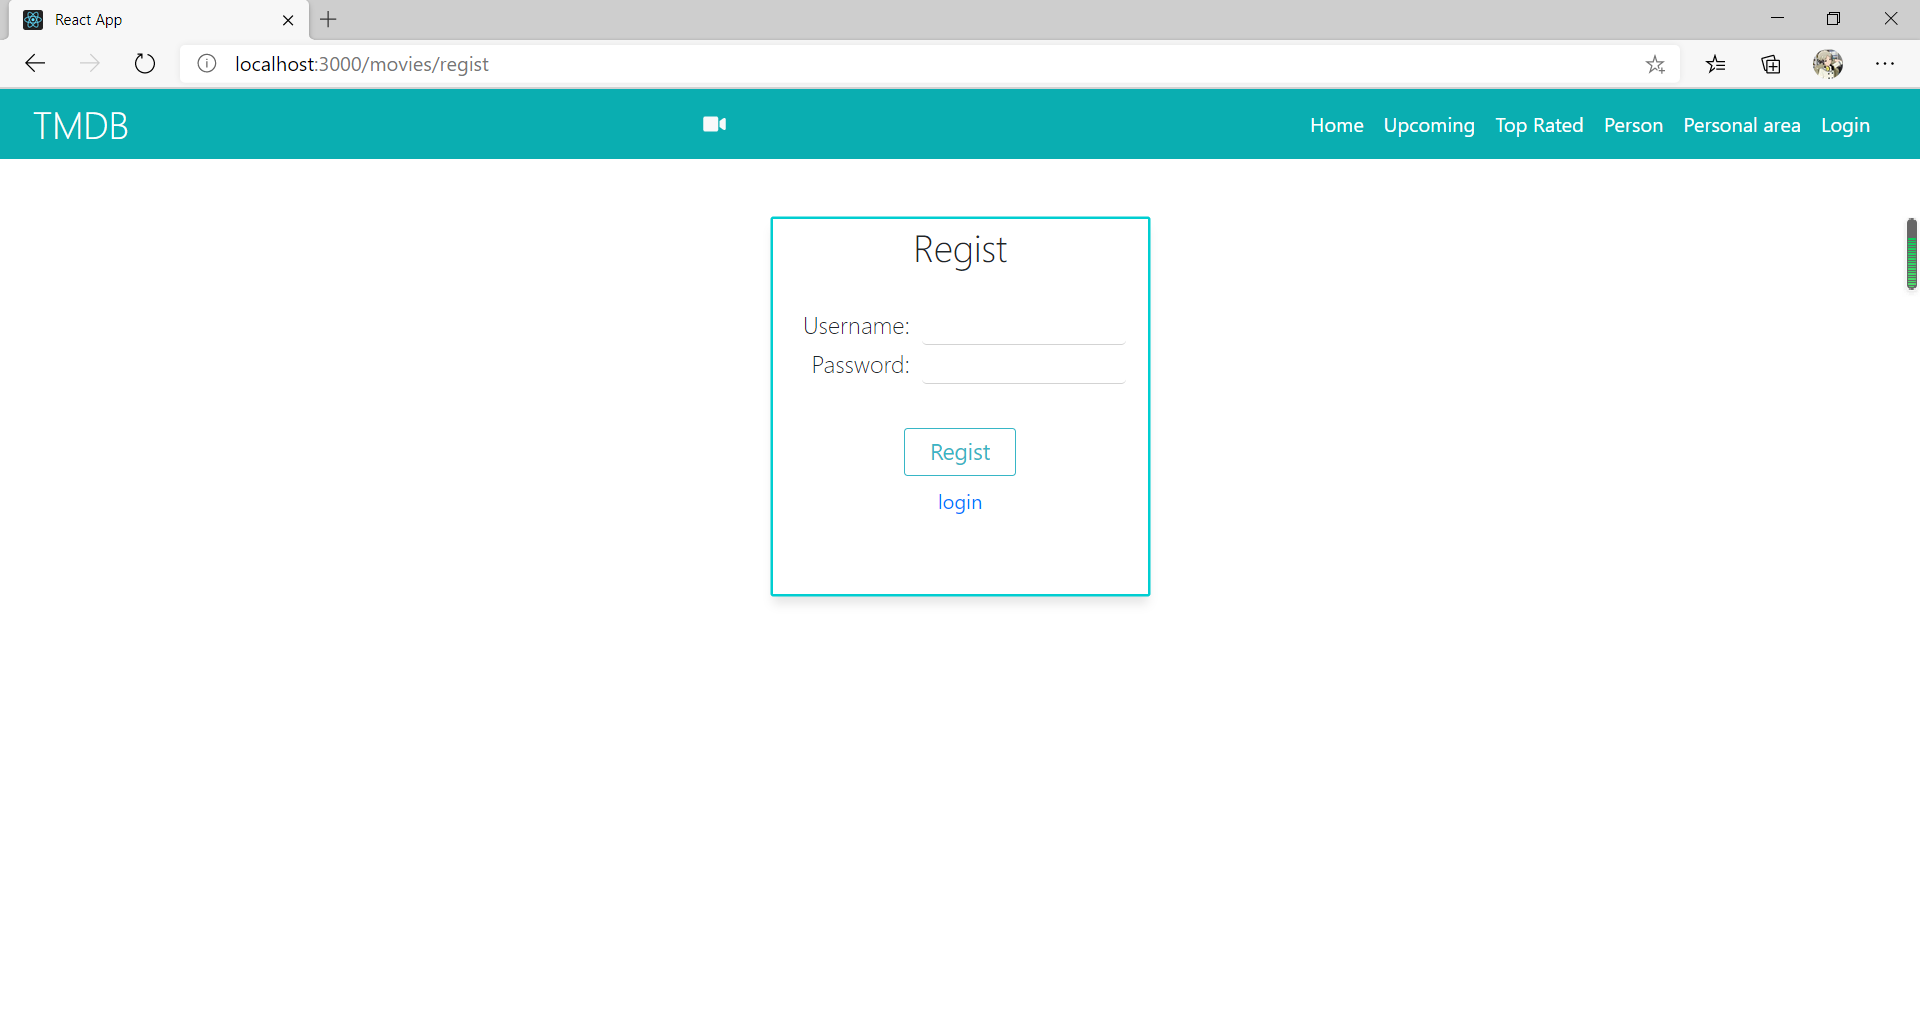 React App
localhost:3000/movies/regist
TMDB Home Upcoming Top Rated Person Personal area Login
Regist
Username:
Password:
Regist
login